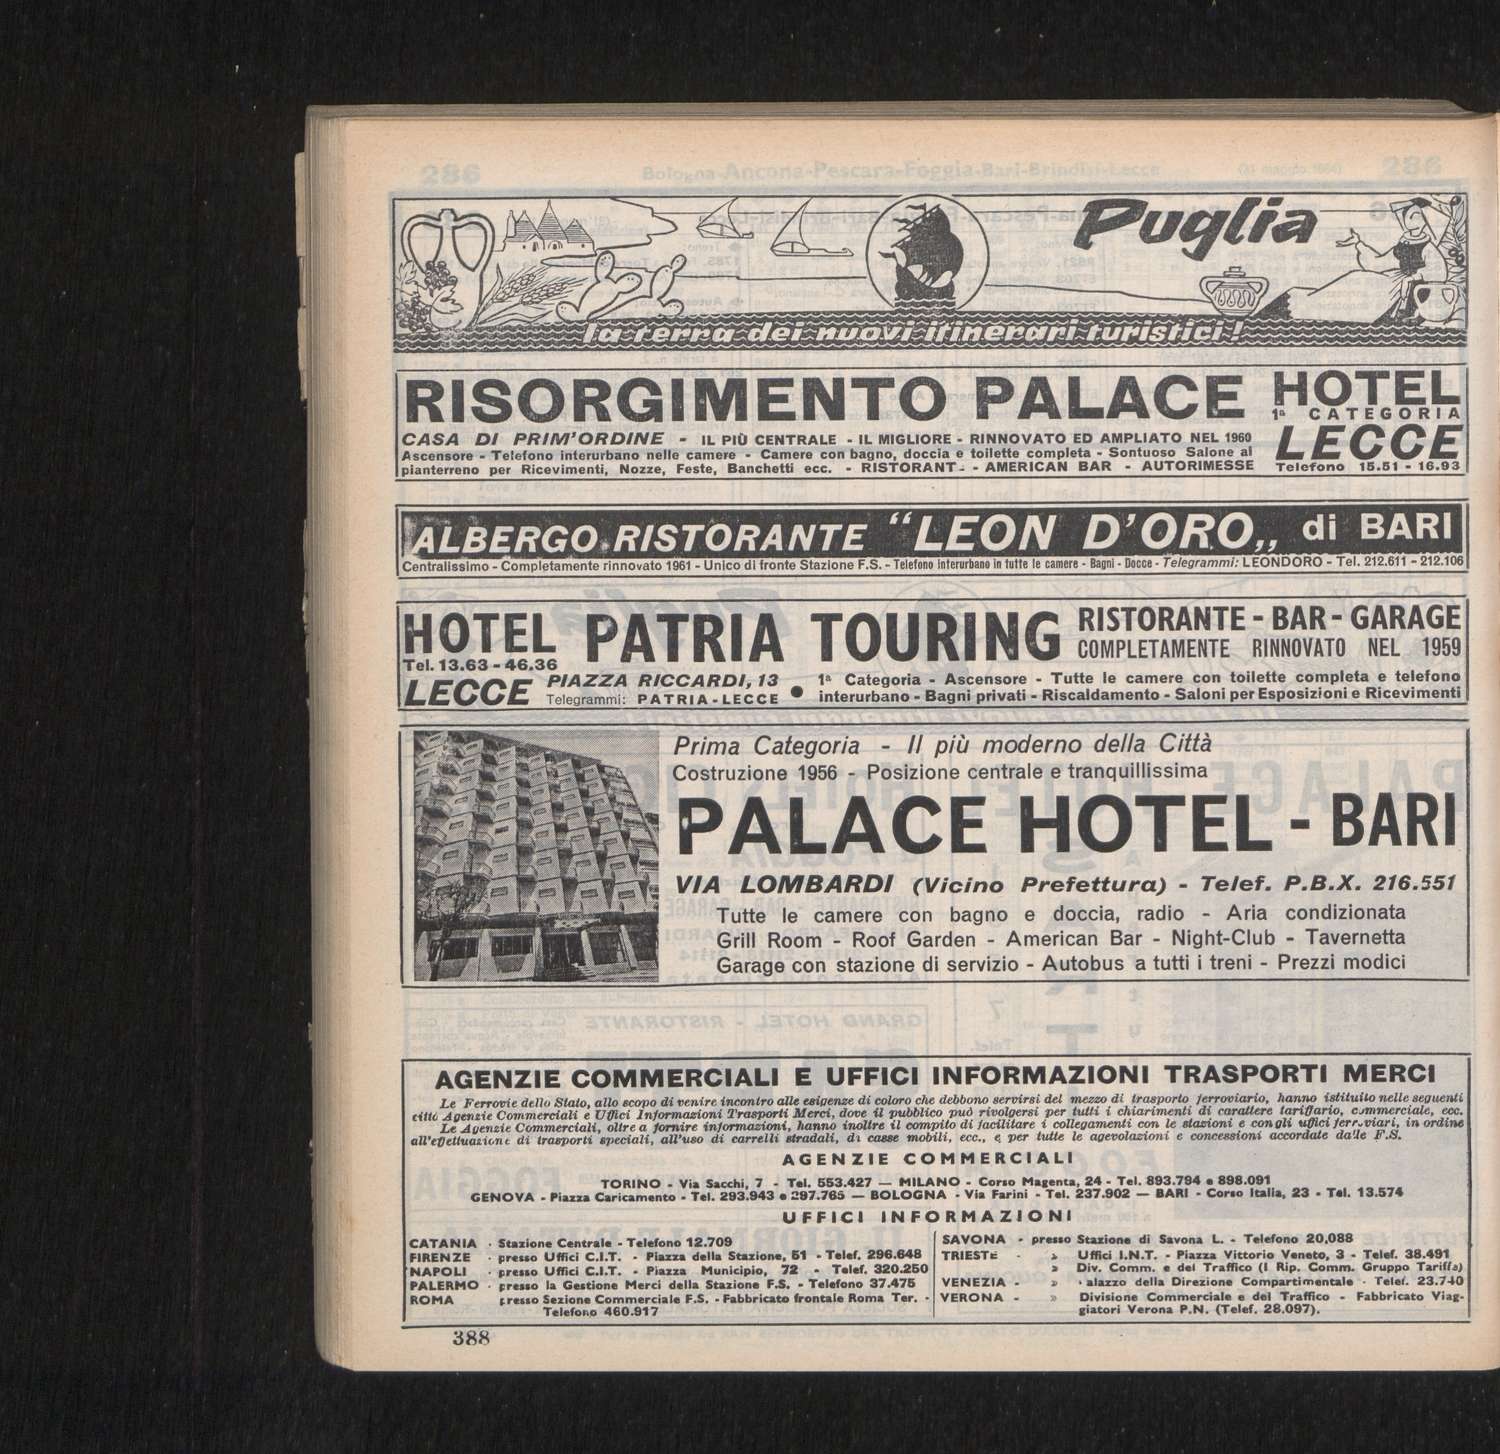 Puglia
la terra dei nuovi itinerari turistici!
RISORGIMENTO PALACE HOTEL
1ª CATEGORIA
LECCE
Telefono 15.51 - 16.93
CASA DI PRIM'ORDINE - IL PIÙ CENTRALE - IL MIGLIORE - RINNOVATO ED AMPLIATO NEL 1960
Ascensore - Telefono interurbano nelle camere - Camere con bagno, doccia e toilette completa - Sontuoso Salone al
pianterreno per Ricevimenti, Nozze, Feste, Banchetti ecc. - RISTORANT - AMERICAN BAR - AUTORIMESSE
ALBERGO RISTORANTE "LEON D'ORO„ di BARI
Centralissimo - Completamente rinnovato 1961 - Unico di fronte Stazione F.S. - Telefono interurbano in tutte le camere - Bagni - Docce - Telegrammi: LEONDORO - Tel. 212.611 - 212.106
HOTEL PATRIA TOURING
Tel. 13.63 - 46.36
LECCE PIAZZA RICCARDI, 13
Telegrammi: PATRIA - LECCE
RISTORANTE - BAR - GARAGE
COMPLETAMENTE RINNOVATO NEL 1959
● 1ª Categoria - Ascensore - Tutte le camere con toilette completa e telefono
interurbano - Bagni privati - Riscaldamento - Saloni per Esposizioni e Ricevimenti
Prima Categoria - Il più moderno della Città
Costruzione 1956 - Posizione centrale e tranquillissima
PALACE HOTEL - BARI
VIA LOMBARDI (Vicino Prefettura) - Telef. P.B.X. 216.551
Tutte le camere con bagno e doccia, radio - Aria condizionata
Grill Room - Roof Garden - American Bar - Night-Club - Tavernetta
Garage con stazione di servizio - Autobus a tutti i treni - Prezzi modici
AGENZIE COMMERCIALI E UFFICI INFORMAZIONI TRASPORTI MERCI
Le Ferrovie dello Stato, allo scopo di venire incontro alle esigenze di coloro che debbono servirsi del mezzo di trasporto ferroviario, hanno istituito nelle seguenti
città Agenzie Commerciali e Uffici Informazioni Trasporti Merci, dove il pubblico può rivolgersi per tutti i chiarimenti di carattere tariffario, commerciale, ecc.
Le Agenzie Commerciali, oltre a fornire informazioni, hanno inoltre il compito di facilitare i collegamenti con le stazioni e con gli uffici ferroviari, in ordine
all'effettuazione di trasporti speciali, all'uso di carrelli stradali, di casse mobili, ecc., e per tutte le agevolazioni e concessioni accordate dalle F.S.
AGENZIE COMMERCIALI
TORINO - Via Sacchi, 7 - Tel. 553.427 — MILANO - Corso Magenta, 24 - Tel. 893.794 e 898.091
GENOVA - Piazza Caricamento - Tel. 293.943 e 297.765 — BOLOGNA - Via Farini - Tel. 237.902 — BARI - Corso Italia, 23 - Tel. 13.574
UFFICI INFORMAZIONI
CATANIA - Stazione Centrale - Telefono 12.709
FIRENZE - presso Uffici C.I.T. - Piazza della Stazione, 51 - Telef. 296.648
NAPOLI - presso Uffici C.I.T. - Piazza Municipio, 72 - Telef. 320.250
PALERMO - presso la Gestione Merci della Stazione F.S. - Telefono 37.475
ROMA presso Sezione Commerciale F.S. - Fabbricato frontale Roma Ter. -
Telefono 460.917
SAVONA - presso Stazione di Savona L. - Telefono 20,088
TRIESTE - » Uffici I.N.T. - Piazza Vittorio Veneto, 3 - Telef. 38.491
» Div. Comm. e del Traffico (I Rip. Comm. Gruppo Tariffa)
VENEZIA - » alazzo della Direzione Compartimentale - Telef. 23.740
VERONA - » Divisione Commerciale e del Traffico - Fabbricato Viag-
giatori Verona P.N. (Telef. 28.097).
388